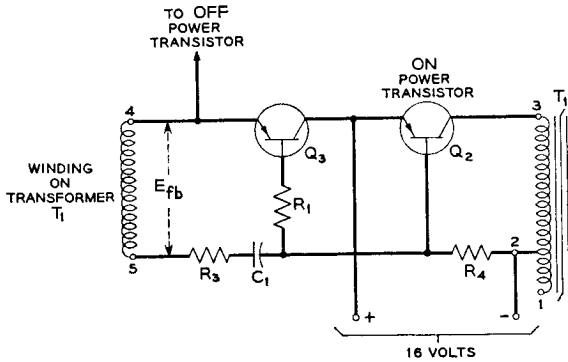 TO OFF
POWER
TRANSISTOR
ON
POWER
TRANSISTOR
T1
4
3
Q3
Q2
WINDING
ON
TRANSFORMER
T1
Efb
R1
5
R3
C1
R4
2
1
+
-
16 VOLTS